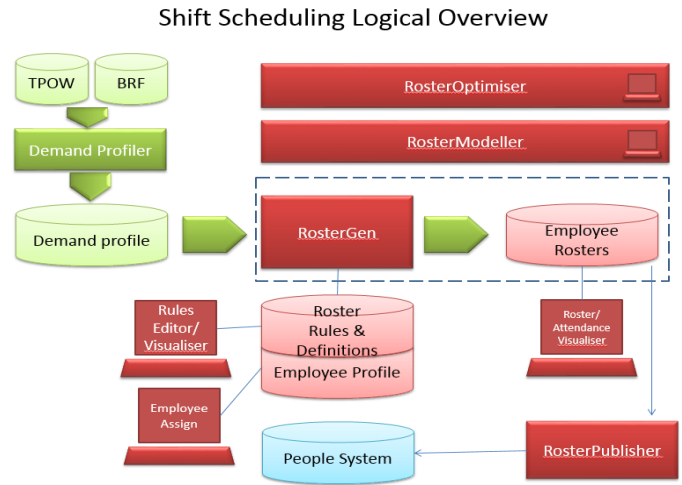 Shift Scheduling Logical Overview
TPOW
BRF
RosterOptimiser
Demand Profiler
RosterModeller
Demand profile
RosterGen
Employee
Rosters
Rules
Editor/
Visualiser
Roster
Rules &
Definitions
Employee Profile
Roster/
Attendance
Visualiser
Employee
Assign
People System
RosterPublisher